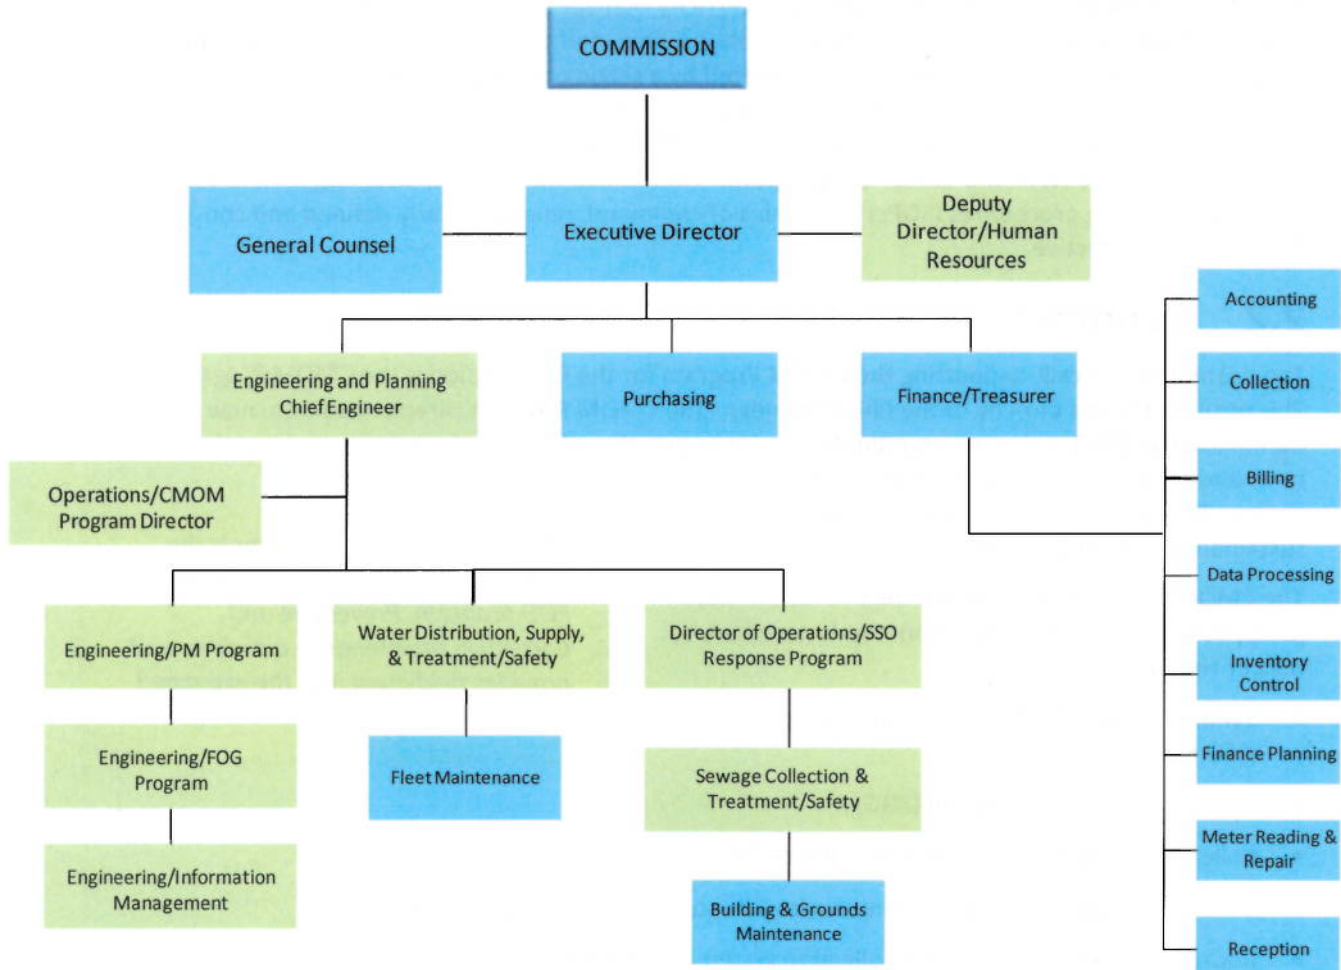 COMMISSION
General Counsel
Executive Director
Deputy
Director/Human
Resources
Engineering and Planning
Chief Engineer
Purchasing
Finance/Treasurer
Operations/CMOM
Program Director
Engineering/PM Program
Water Distribution, Supply,
& Treatment/Safety
Director of Operations/SSO
Response Program
Engineering/FOG
Program
Fleet Maintenance
Sewage Collection &
Treatment/Safety
Engineering/Information
Management
Building & Grounds
Maintenance
Accounting
Collection
Billing
Data Processing
Inventory
Control
Finance Planning
Meter Reading &
Repair
Reception